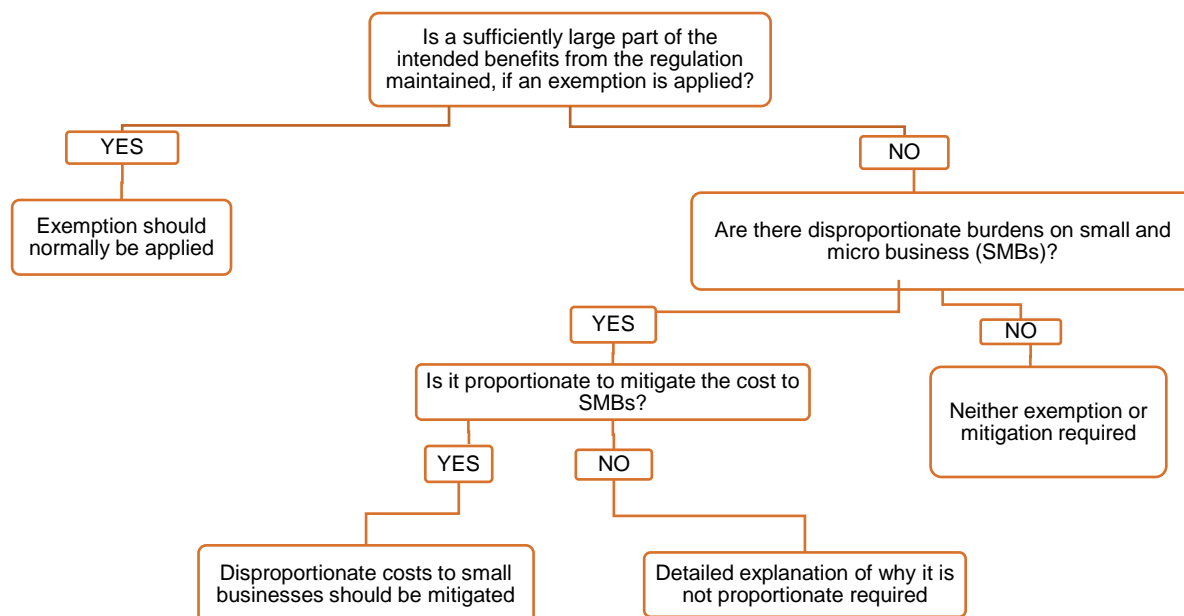 Is a sufficiently large part of the
intended benefits from the regulation
maintained, if an exemption is applied?
YES
NO
Exemption should
normally be applied
Are there disproportionate burdens on small and
micro business (SMBs)?
YES
NO
Is it proportionate to mitigate the cost to
SMBs?
Neither exemption or
mitigation required
YES
NO
Disproportionate costs to small
businesses should be mitigated
Detailed explanation of why it is
not proportionate required